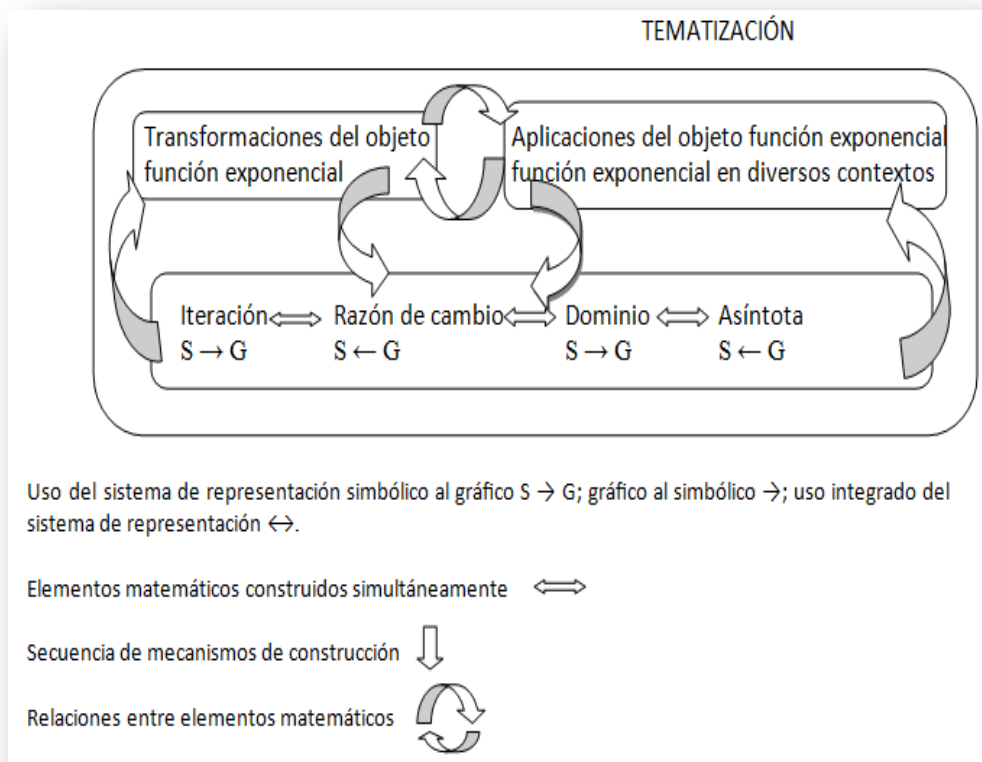 TEMATIZACIÓN
Transformaciones del objeto
función exponencial
Aplicaciones del objeto función exponencial
función exponencial en diversos contextos
Iteración ⇔ Razón de cambio ⇔ Dominio ⇔ Asíntota
S → G S ← G S → G S ← G
Uso del sistema de representación simbólico al gráfico S → G; gráfico al simbólico →; uso integrado del
sistema de representación ↔.
Elementos matemáticos construidos simultáneamente ⇔
Secuencia de mecanismos de construcción
Relaciones entre elementos matemáticos